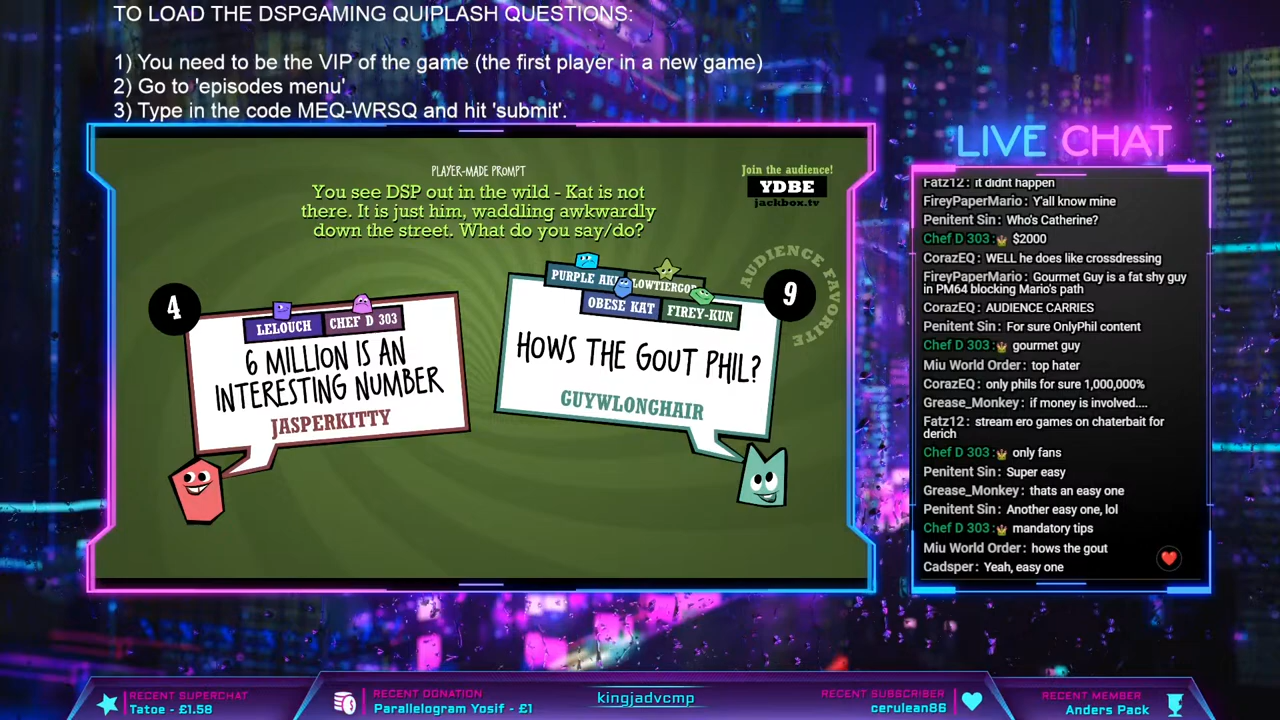 TO LOAD THE DSPGAMING QUIPLASH QUESTIONS:
1) You need to be the VIP of the game (the first player in a new game)
2) Go to 'episodes menu'
3) Type in the code MEQ-WRSQ and hit 'submit'.
PLAYER-MADE PROMPT
You see DSP out in the wild - Kat is not
there. It is just him, waddling awkwardly
down the street. What do you say/do?
Join the audience!
YDBE
jackbox.tv
4
LELOUCH
CHEF D 303
6 MILLION IS AN
INTERESTING NUMBER
JASPERKITTY
AUDIENCE FAVORITE
9
PURPLE AKI
LOWTIERGOD
OBESE KAT
FIREY-KUN
HOWS THE GOUT PHIL?
GUYWLONGHAIR
LIVE CHAT
Fatz12: it didnt happen
FireyPaperMario: Y'all know mine
Penitent Sin: Who's Catherine?
Chef D 303: $2000
CorazEQ: WELL he does like crossdressing
FireyPaperMario: Gourmet Guy is a fat shy guy
in PM64 blocking Mario's path
CorazEQ: AUDIENCE CARRIES
Penitent Sin: For sure OnlyPhil content
Chef D 303: gourmet guy
Miu World Order: top hater
CorazEQ: only phils for sure 1,000,000%
Grease_Monkey: if money is involved....
Fatz12: stream ero games on chaterbait for
derich
Chef D 303: only fans
Penitent Sin: Super easy
Grease_Monkey: thats an easy one
Penitent Sin: Another easy one, lol
Chef D 303: mandatory tips
Miu World Order: hows the gout
Cadsper: Yeah, easy one
RECENT SUPERCHAT
Tatoe - £1.58
RECENT DONATION
Parallelogram Yosif - £1
kingjadvcmp
RECENT SUBSCRIBER
cerulean86
RECENT MEMBER
Anders Pack